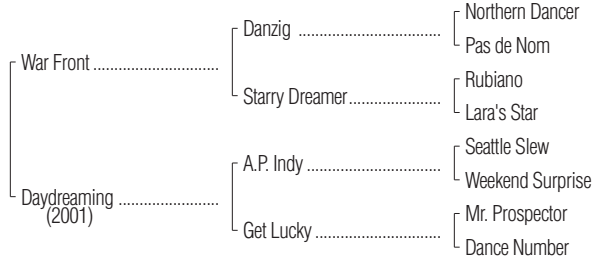 Northern Dancer
Danzig ..................................
Pas de Nom
War Front ..............................
Rubiano
Starry Dreamer......................
Lara's Star
Seattle Slew
A.P. Indy ................................
Weekend Surprise
Daydreaming ........................
(2001)
Mr. Prospector
Get Lucky ..............................
Dance Number